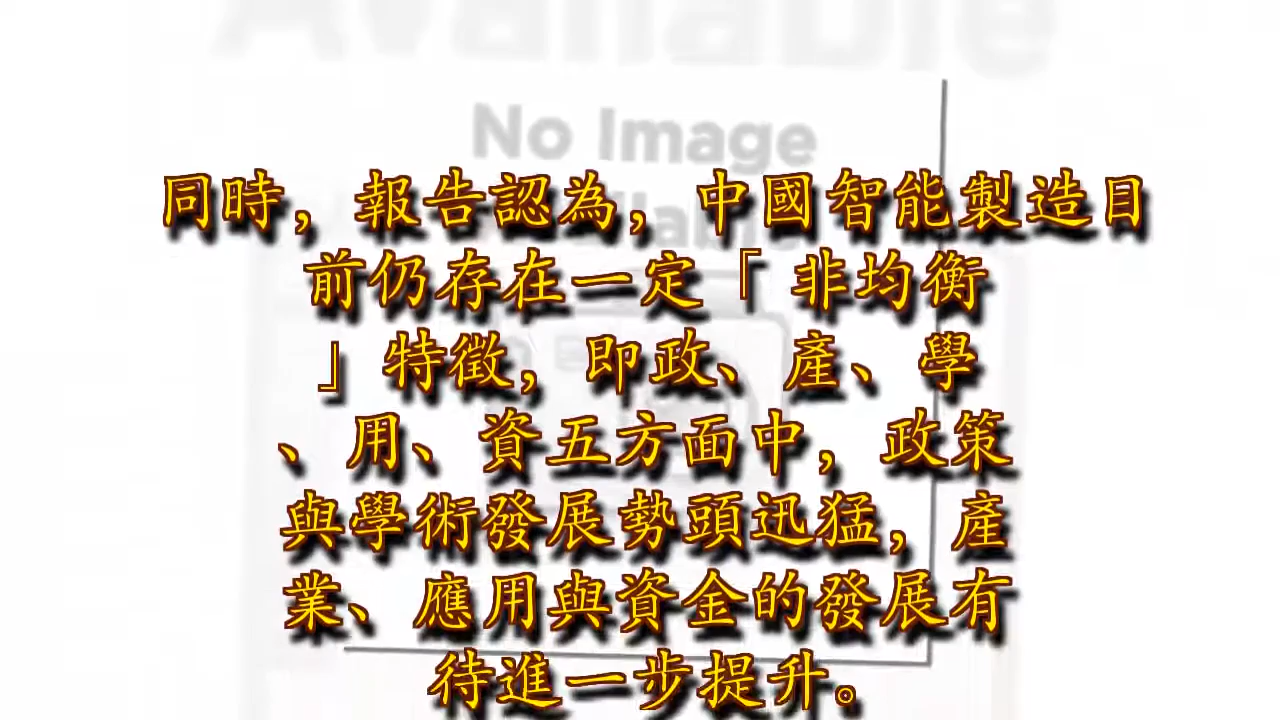 Available
No Image
同時，報告認為，中國智能製造目
前仍存在一定「 非均衡
」特徵，即政、產、學
、用、資五方面中，政策
與學術發展勢頭迅猛，產
業、應用與資金的發展有
待進一步提升。